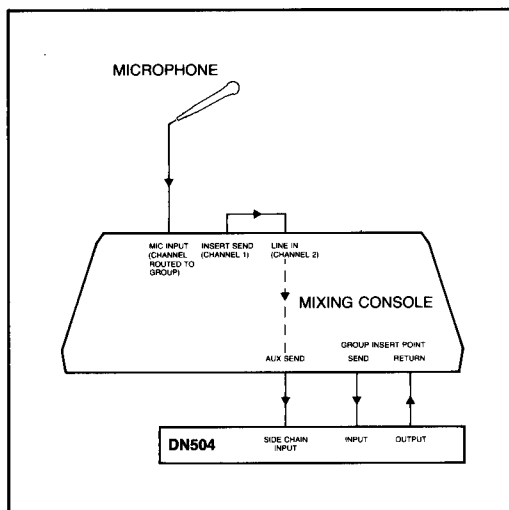 MICROPHONE
MIC INPUT
(CHANNEL
ROUTED TO
GROUP)
INSERT SEND
(CHANNEL 1)
LINE IN
(CHANNEL 2)
MIXING CONSOLE
GROUP INSERT POINT
AUX SEND
SEND
RETURN
DN504
SIDE CHAIN
INPUT
INPUT
OUTPUT